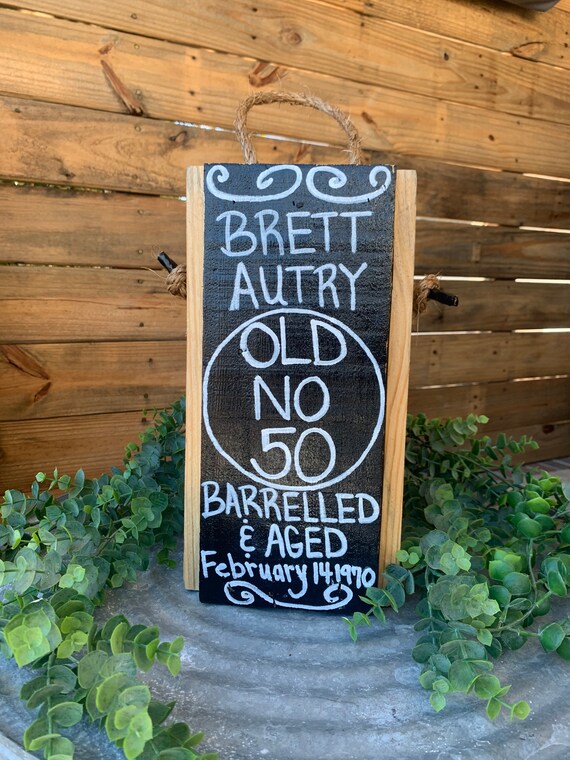 BRETT
AUTRY
OLD
NO
50
BARRELLED
& AGED
February 14.1970